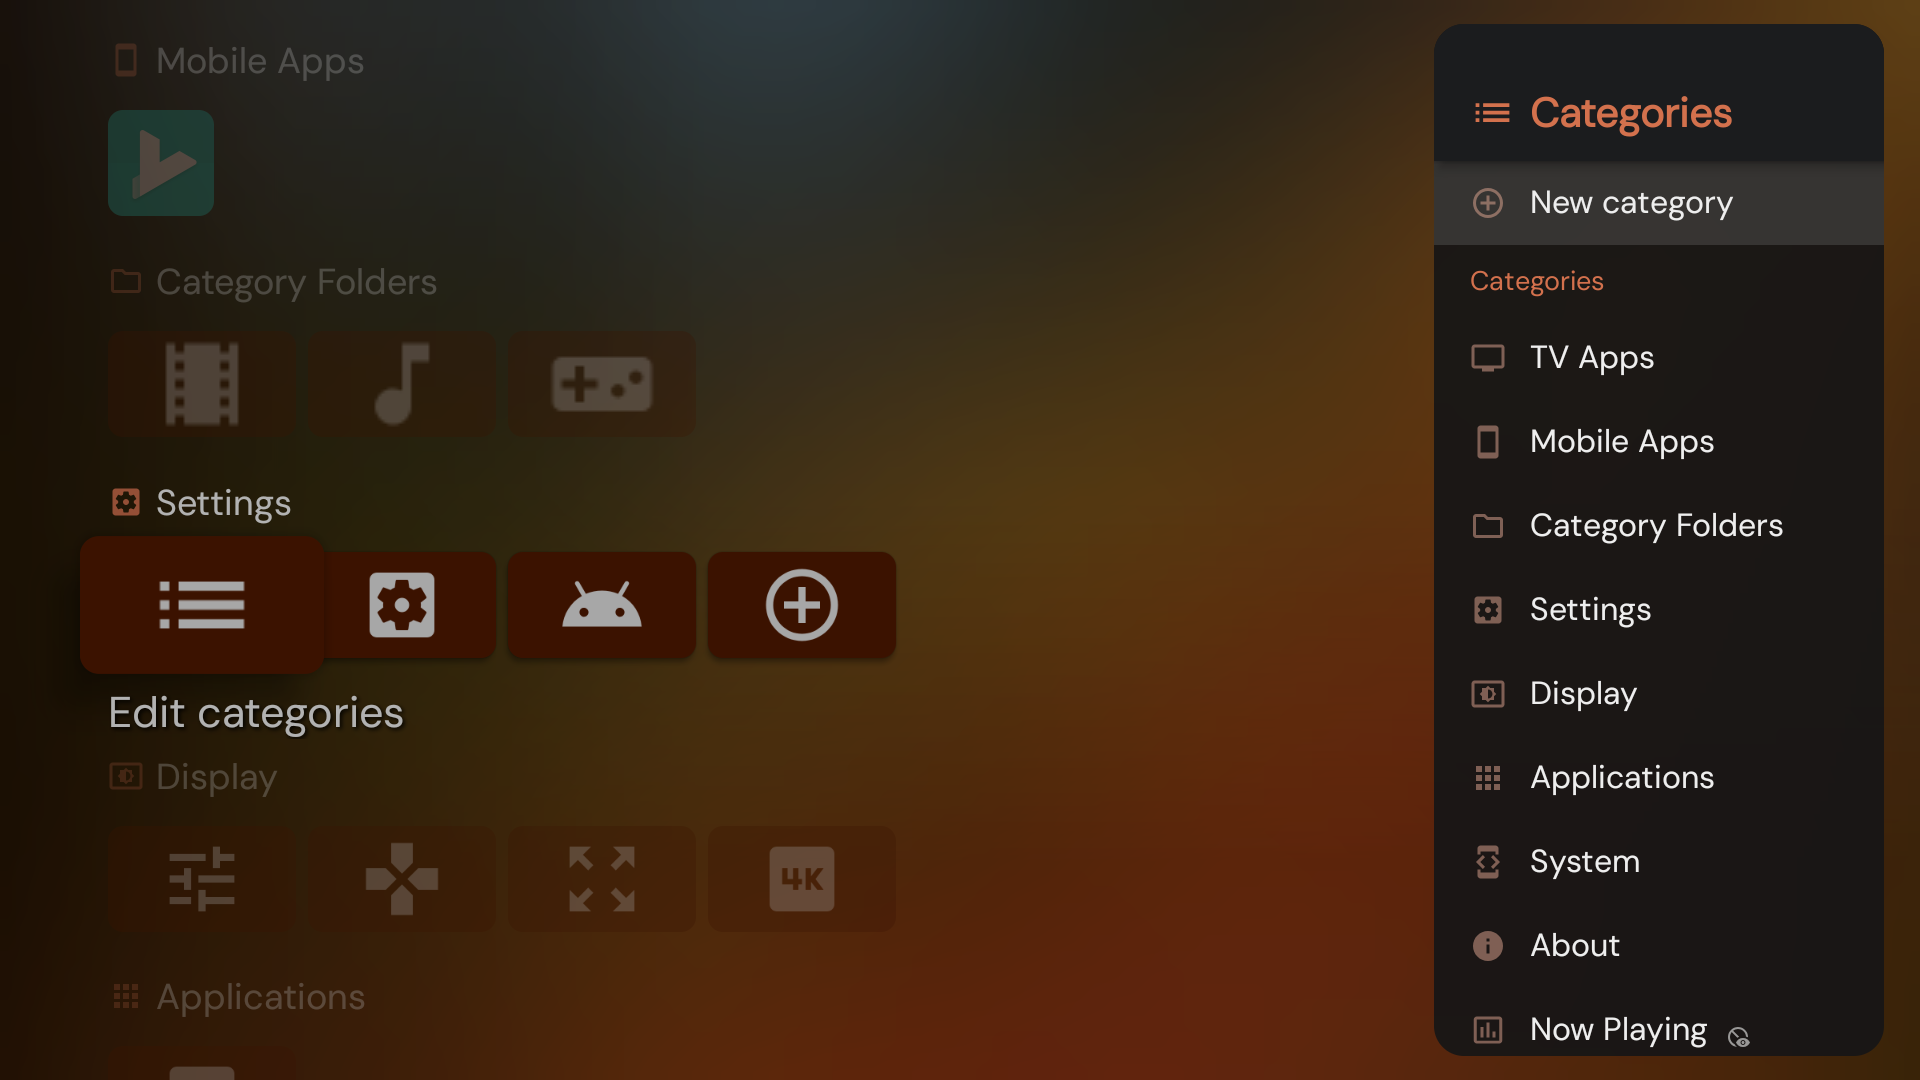 Mobile Apps
Category Folders
Settings
Edit categories
Display
4K
Applications
Categories
New category
Categories
TV Apps
Mobile Apps
Category Folders
Settings
Display
Applications
System
About
Now Playing